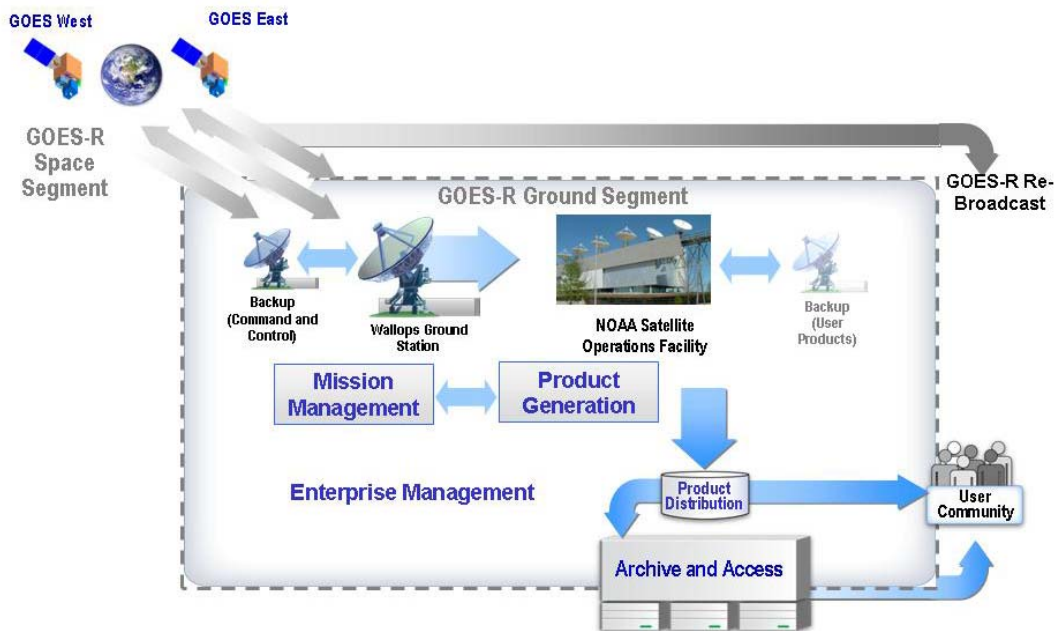 GOES West
GOES East
GOES-R
Space
Segment
GOES-R Re-
Broadcast
GOES-R Ground Segment
Backup
(Command and
Control)
Wallops Ground
Station
NOAA Satellite
Operations Facility
Backup
(User
Products)
Mission
Management
Product
Generation
Enterprise Management
Product
Distribution
User
Community
Archive and Access